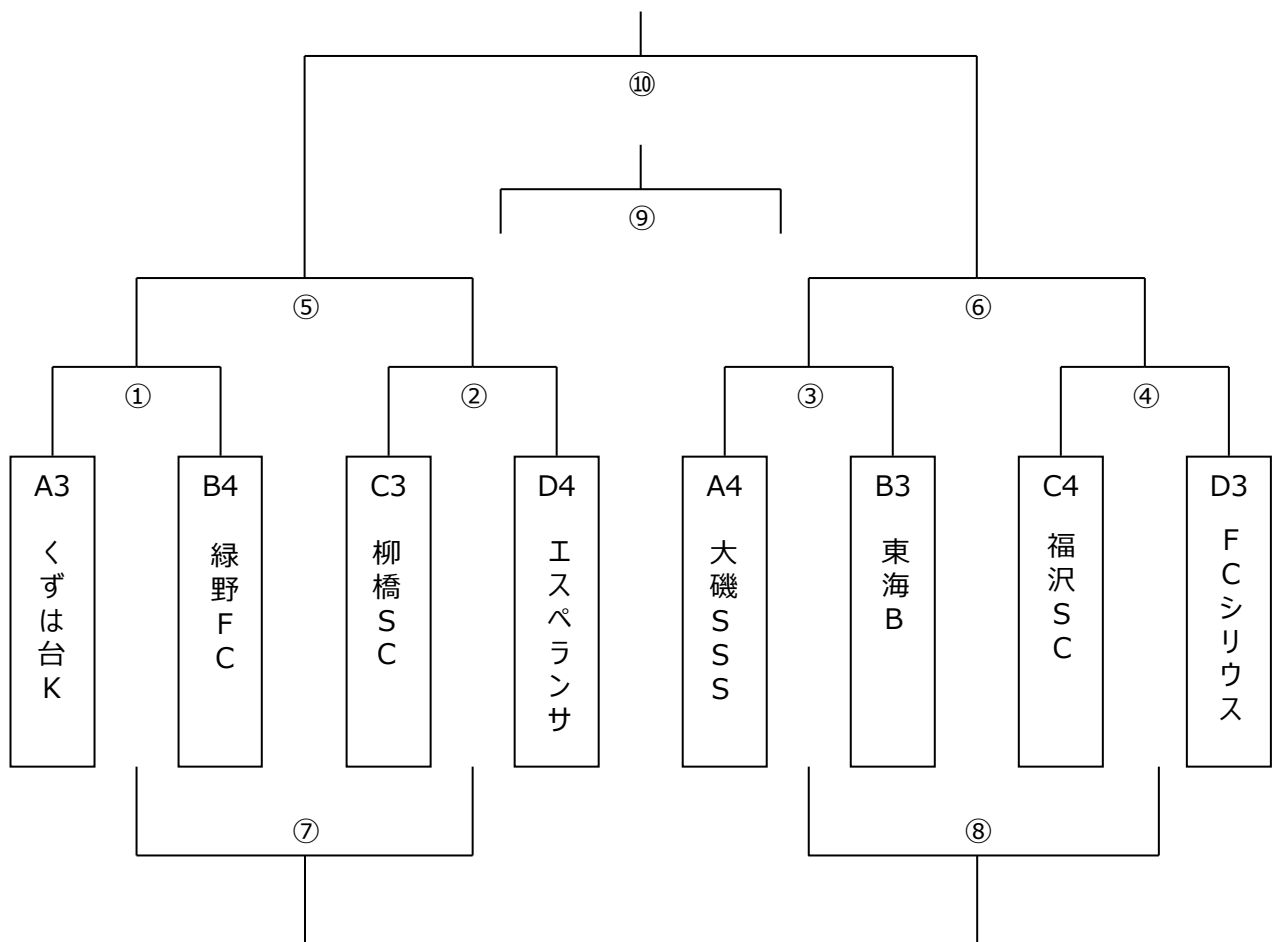 ⑩
⑨
⑤
⑥
①
②
③
④
A3
くずは台K
B4
緑野FC
C3
柳橋SC
D4
エスペランサ
A4
大磯SSS
B3
東海B
C4
福沢SC
D3
FCシリウス
⑦
⑧